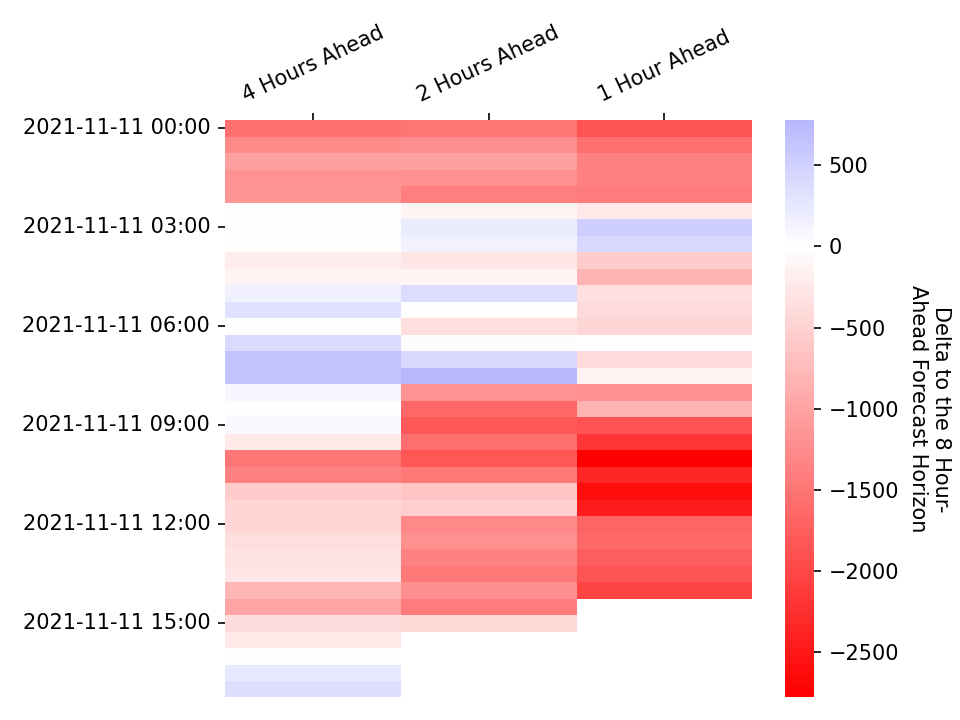 4 Hours Ahead
2 Hours Ahead
1 Hour Ahead
2021-11-11 00:00
2021-11-11 03:00
2021-11-11 06:00
2021-11-11 09:00
2021-11-11 12:00
2021-11-11 15:00
500
0
−500
−1000
−1500
−2000
−2500
Delta to the 8 Hour-
Ahead Forecast Horizon